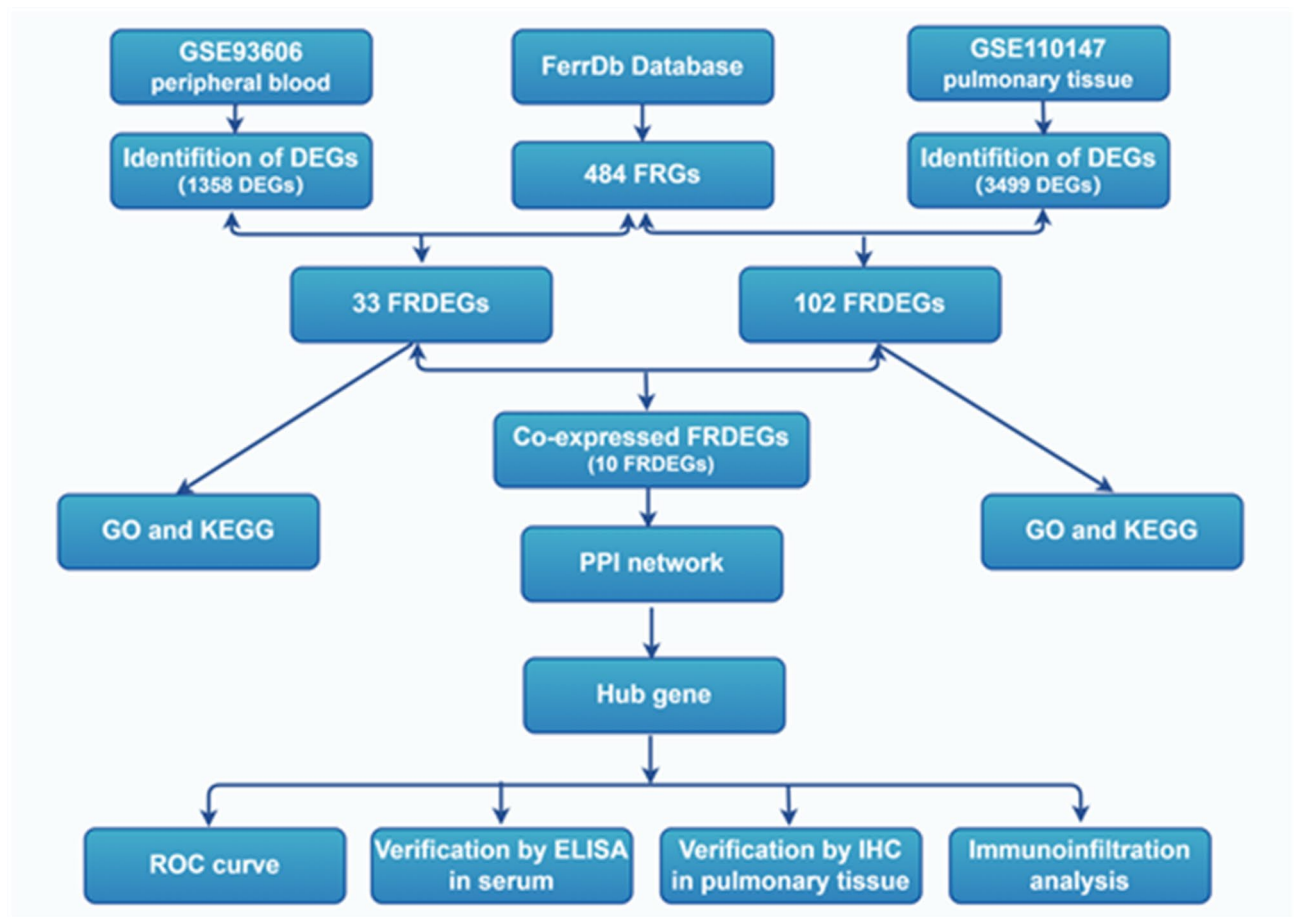 GSE93606
peripheral blood
FerrDb Database
GSE110147
pulmonary tissue
Identifition of DEGs
(1358 DEGs)
484 FRGs
Identifition of DEGs
(3499 DEGs)
33 FRDEGs
102 FRDEGs
Co-expressed FRDEGs
(10 FRDEGs)
GO and KEGG
GO and KEGG
PPI network
Hub gene
ROC curve
Verification by ELISA
in serum
Verification by IHC
in pulmonary tissue
Immunoinfiltration
analysis